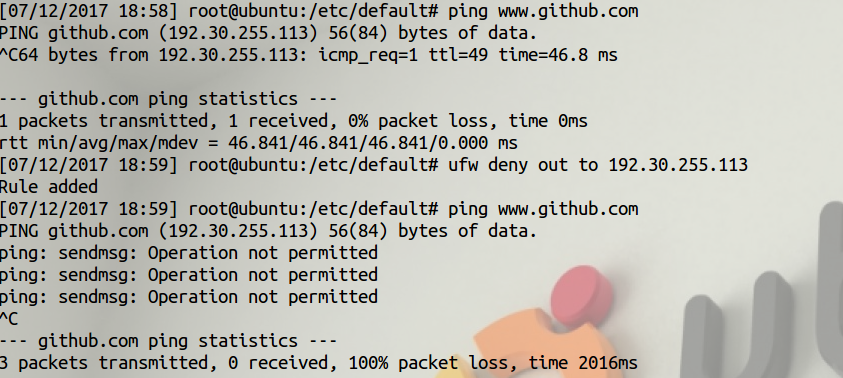 [07/12/2017 18:58] root@ubuntu:/etc/default# ping www.github.com
PING github.com (192.30.255.113) 56(84) bytes of data.
^C64 bytes from 192.30.255.113: icmp_req=1 ttl=49 time=46.8 ms
--- github.com ping statistics ---
1 packets transmitted, 1 received, 0% packet loss, time 0ms
rtt min/avg/max/mdev = 46.841/46.841/46.841/0.000 ms
[07/12/2017 18:59] root@ubuntu:/etc/default# ufw deny out to 192.30.255.113
Rule added
[07/12/2017 18:59] root@ubuntu:/etc/default# ping www.github.com
PING github.com (192.30.255.113) 56(84) bytes of data.
ping: sendmsg: Operation not permitted
ping: sendmsg: Operation not permitted
ping: sendmsg: Operation not permitted
^C
--- github.com ping statistics ---
3 packets transmitted, 0 received, 100% packet loss, time 2016ms